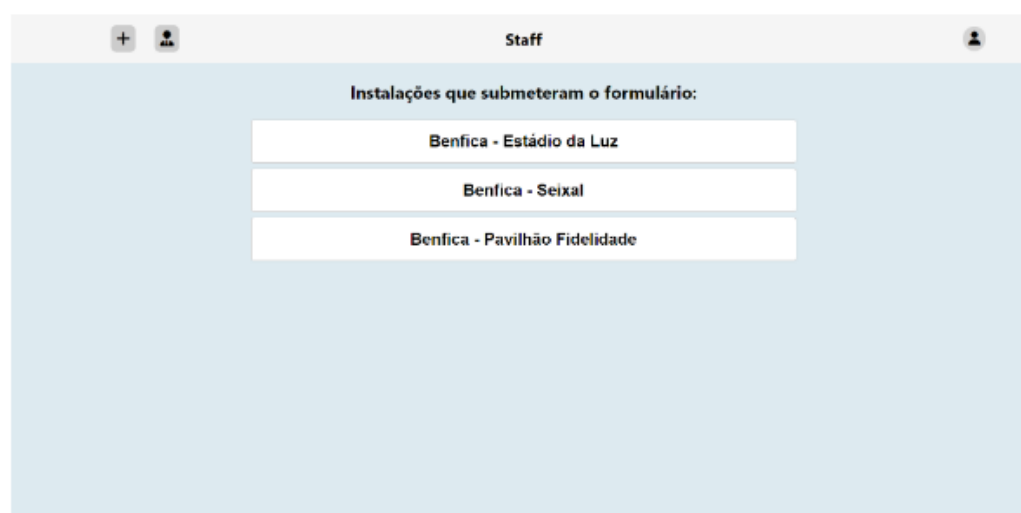 Staff
Instalações que submeteram o formulário:
Benfica - Estádio da Luz
Benfica - Seixal
Benfica - Pavilhão Fidelidade